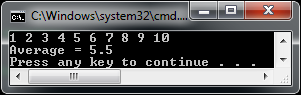 C:\Windows\system32\cmd....
1 2 3 4 5 6 7 8 9 10
Average = 5.5
Press any key to continue . . .